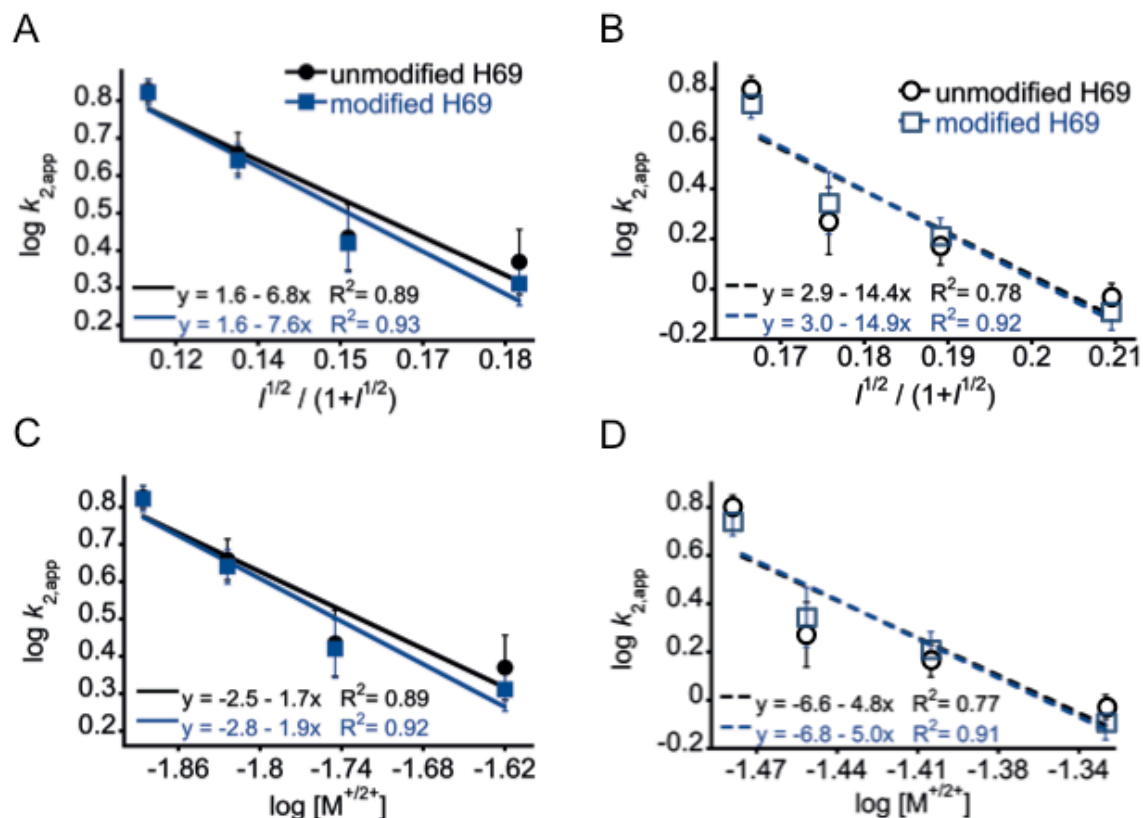 A
unmodified H69
modified H69
log k2,app
0.8
0.7
0.6
0.5
0.4
0.3
0.2
y = 1.6 - 6.8x R2= 0.89
y = 1.6 - 7.6x R2= 0.93
0.12 0.14 0.15 0.17 0.18
I1/2 / (1+I1/2)
B
unmodified H69
modified H69
log k2,app
0.8
0.6
0.4
0.2
0
-0.2
y = 2.9 - 14.4x R2= 0.78
y = 3.0 - 14.9x R2= 0.92
0.17 0.18 0.19 0.2 0.21
I1/2 / (1+I1/2)
C
log k2,app
0.8
0.7
0.6
0.5
0.4
0.3
0.2
y = -2.5 - 1.7x R2= 0.89
y = -2.8 - 1.9x R2= 0.92
-1.86 -1.8 -1.74 -1.68 -1.62
log [M+/2+]
D
log k2,app
0.8
0.6
0.4
0.2
0
-0.2
y = -6.6 - 4.8x R2= 0.77
y = -6.8 - 5.0x R2= 0.91
-1.47 -1.44 -1.41 -1.38 -1.34
log [M+/2+]